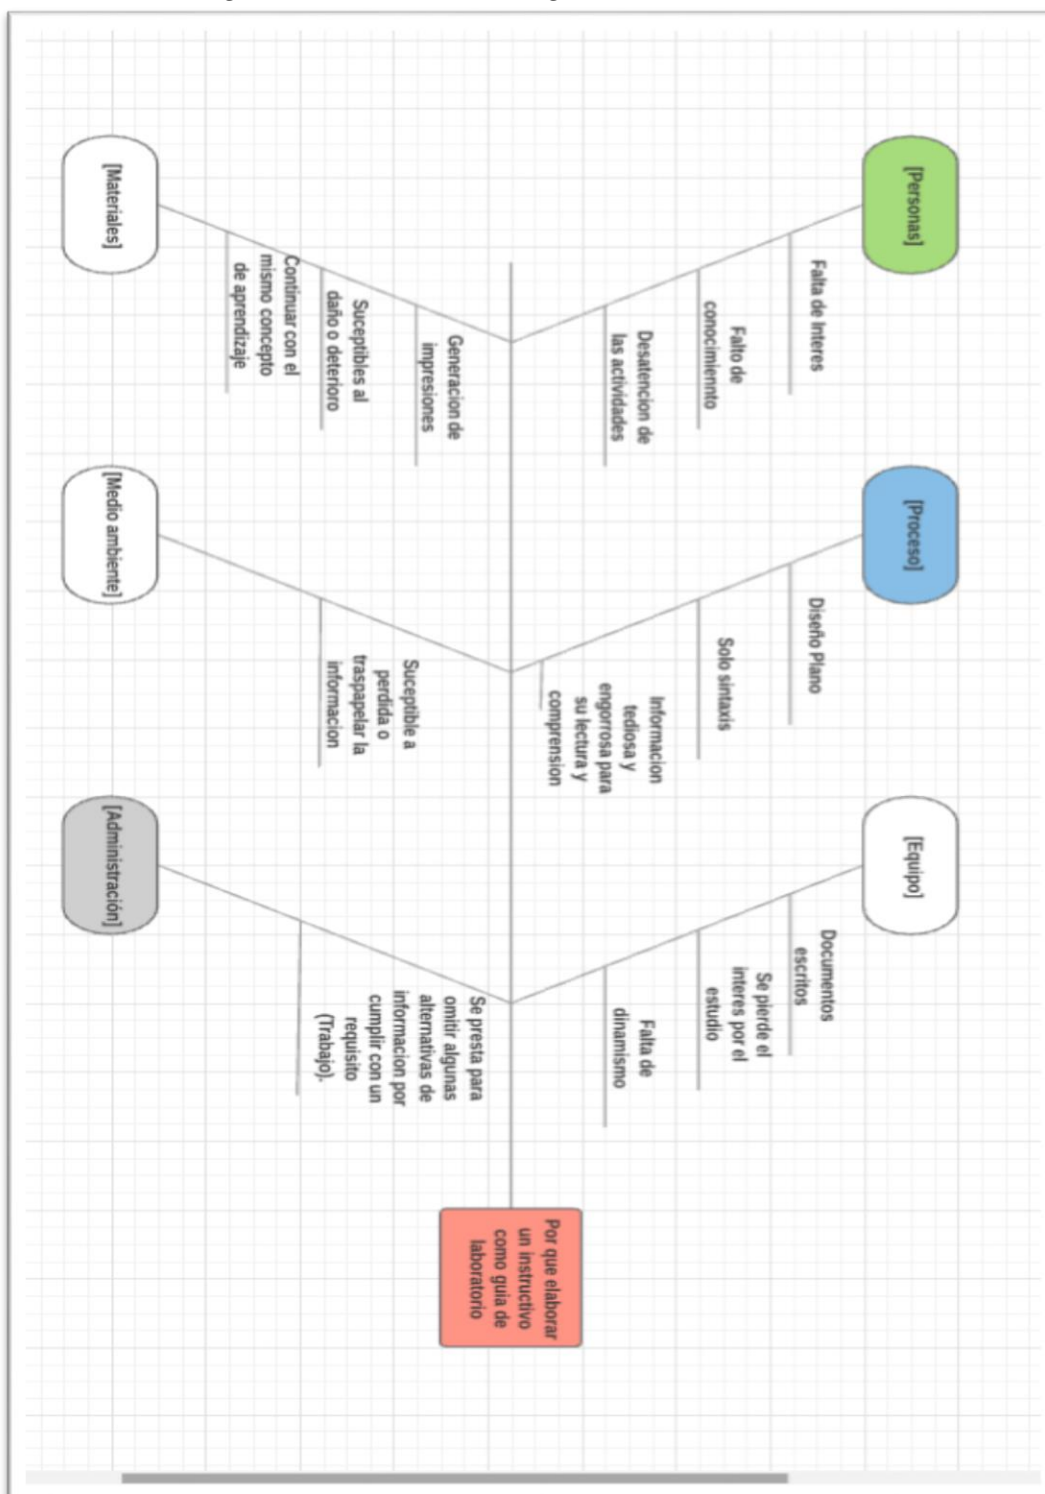 [Personas]
Falta de Interes
Falto de
conocimiennto
Desatencion de
las actividades
[Proceso]
Diseño Plano
Solo sintaxis
Informacion
tediosa y
engorrosa para
su lectura y
comprension
[Equipo]
Documentos
escritos
Se pierde el
interes por el
estudio
Falta de
dinamismo
[Materiales]
Generacion de
impresiones
Suceptibles al
daño o deterioro
Continuar con el
mismo concepto
de aprendizaje
[Medio ambiente]
Suceptible a
perdida o
traspapelar la
informacion
[Administración]
Se presta para
omitir algunas
alternativas de
informacion por
cumplir con un
requisito
(Trabajo)-
Por que elaborar
un instructivo
como guia de
laboratorio